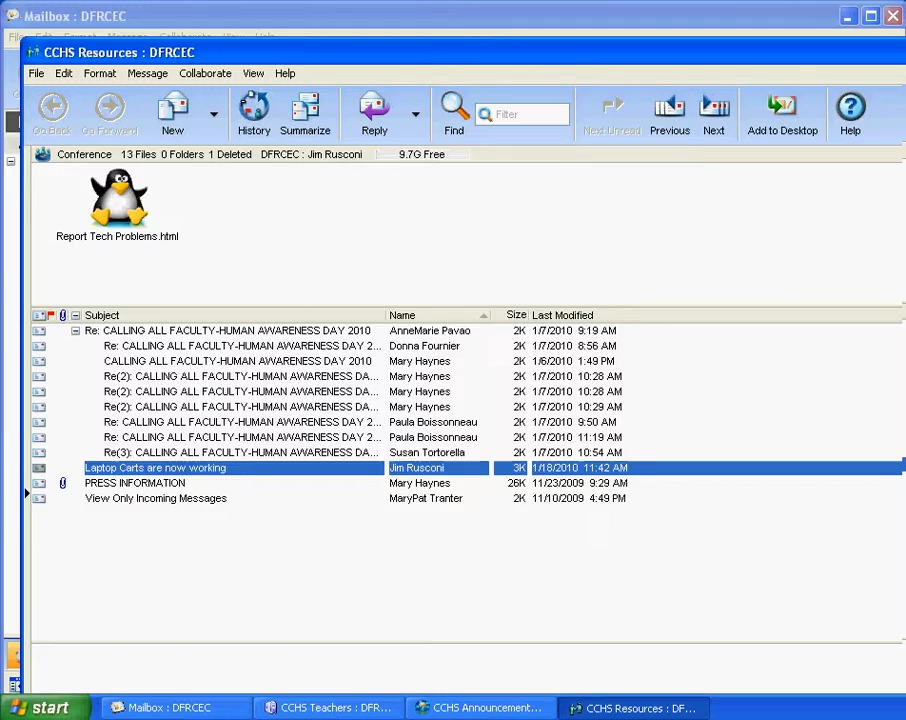 Mailbox : DFRCEC
CCHS Resources : DFRCEC
File Edit Format Message Collaborate View Help
Go Back Go Forward New History Summarize Reply Find Filter Next Unread Previous Next Add to Desktop Help
Conference 13 Files 0 Folders 1 Deleted DFRCEC : Jim Rusconi 9.7G Free
Report Tech Problems.html
Subject Name Size Last Modified
Re: CALLING ALL FACULTY-HUMAN AWARENESS DAY 2010 AnneMarie Pavao 2K 1/7/2010 9:19 AM
Re: CALLING ALL FACULTY-HUMAN AWARENESS DAY 2... Donna Fournier 2K 1/7/2010 8:56 AM
CALLING ALL FACULTY-HUMAN AWARENESS DAY 2010 Mary Haynes 2K 1/6/2010 1:49 PM
Re(2): CALLING ALL FACULTY-HUMAN AWARENESS DA... Mary Haynes 2K 1/7/2010 10:28 AM
Re(2): CALLING ALL FACULTY-HUMAN AWARENESS DA... Mary Haynes 2K 1/7/2010 10:28 AM
Re(2): CALLING ALL FACULTY-HUMAN AWARENESS DA... Mary Haynes 2K 1/7/2010 10:29 AM
Re: CALLING ALL FACULTY-HUMAN AWARENESS DAY 2... Paula Boissonneau 2K 1/7/2010 9:50 AM
Re: CALLING ALL FACULTY-HUMAN AWARENESS DAY 2... Paula Boissonneau 2K 1/7/2010 11:19 AM
Re(3): CALLING ALL FACULTY-HUMAN AWARENESS DA... Susan Tortorella 2K 1/7/2010 10:54 AM
Laptop Carts are now working Jim Rusconi 3K 1/18/2010 11:42 AM
PRESS INFORMATION Mary Haynes 26K 11/23/2009 9:29 AM
View Only Incoming Messages MaryPat Tranter 2K 11/10/2009 4:49 PM
start Mailbox : DFRCEC CCHS Teachers : DFR... CCHS Announcement... CCHS Resources : DF...